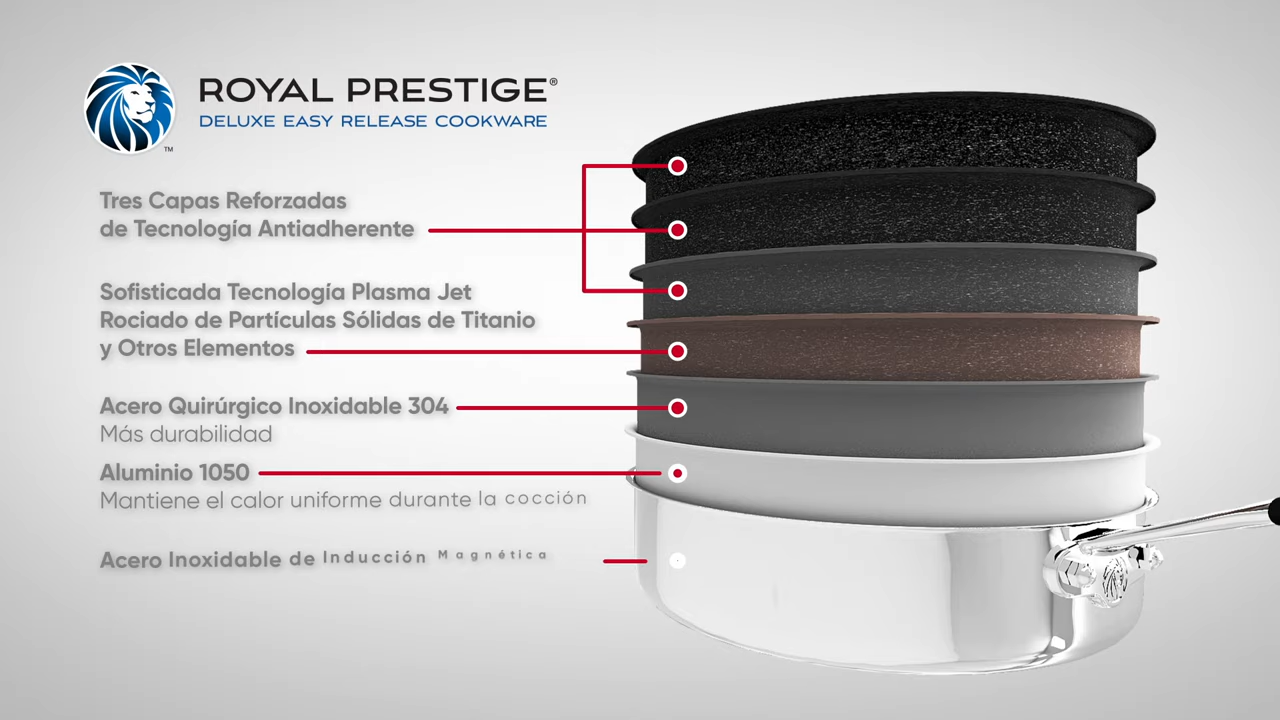 ROYAL PRESTIGE®
DELUXE EASY RELEASE COOKWARE
TM
Tres Capas Reforzadas
de Tecnología Antiadherente
Sofisticada Tecnología Plasma Jet
Rociado de Partículas Sólidas de Titanio
y Otros Elementos
Acero Quirúrgico Inoxidable 304
Más durabilidad
Aluminio 1050
Mantiene el calor uniforme durante la cocción
Acero Inoxidable de Inducción Magnética